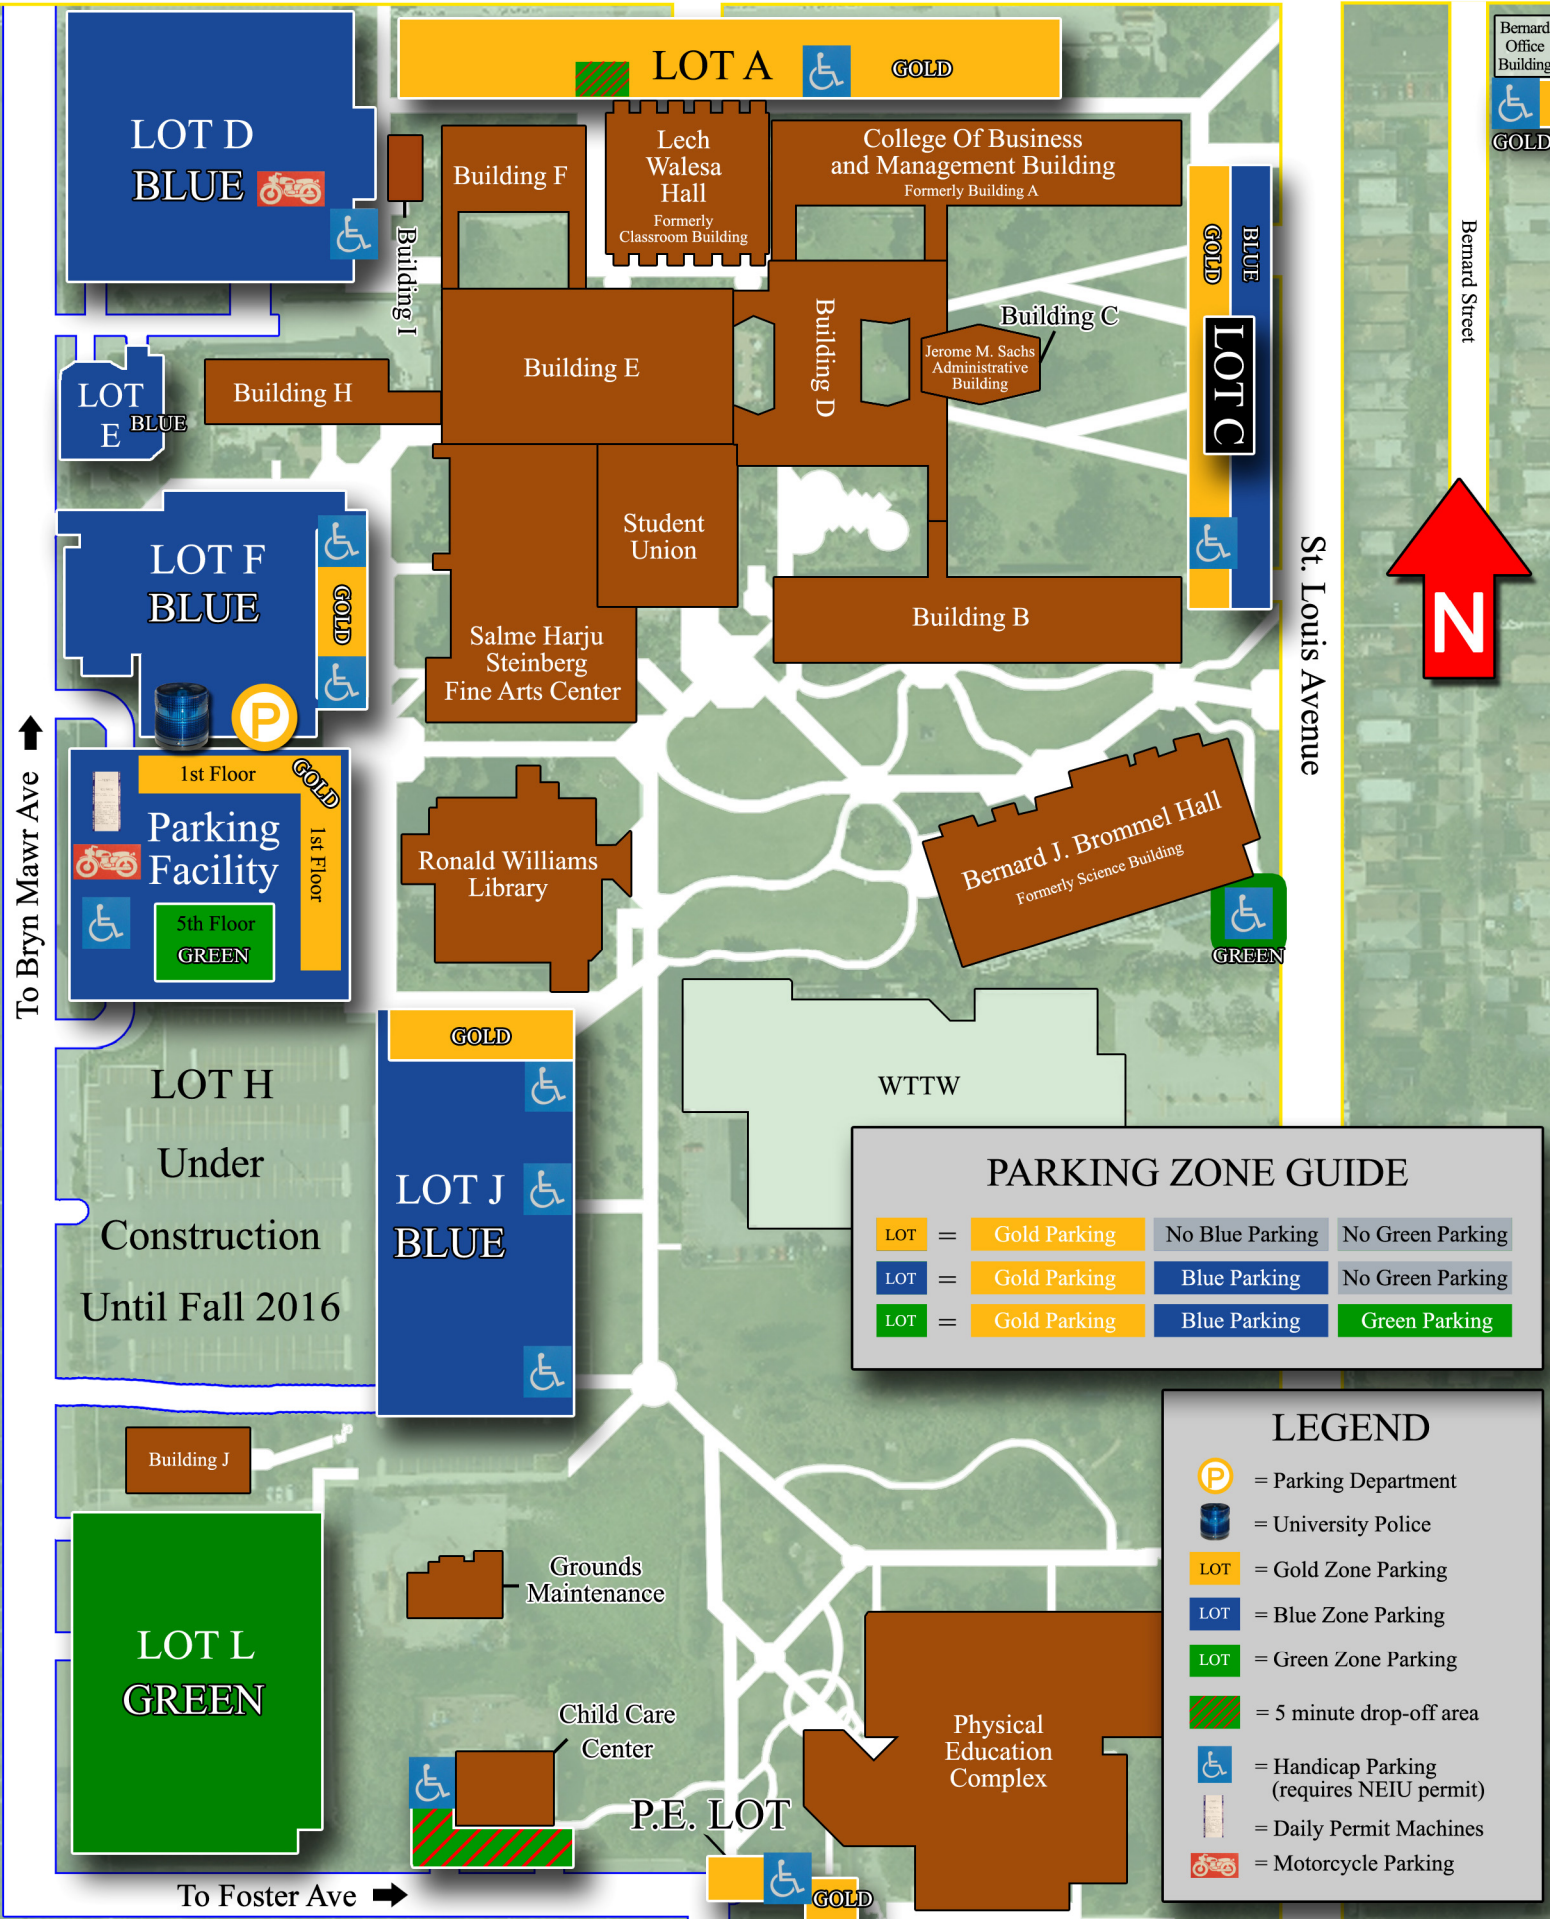 LOT A
GOLD
Bernard
Office
Building
GOLD
LOT D
BLUE
Building I
Building F
Lech
Walesa
Hall
Formerly
Classroom Building
College Of Business
and Management Building
Formerly Building A
GOLD
BLUE
LOT C
Bernard Street
Building E
Building D
Building C
Jerome M. Sachs
Administrative
Building
LOT
E
BLUE
Building H
LOT F
BLUE
GOLD
P
Student
Union
Salme Harju
Steinberg
Fine Arts Center
Building B
St. Louis Avenue
N
To Bryn Mawr Ave
1st Floor
GOLD
1st Floor
Parking
Facility
5th Floor
GREEN
Ronald Williams
Library
Bernard J. Brommel Hall
Formerly Science Building
GREEN
LOT H
Under
Construction
Until Fall 2016
GOLD
LOT J
BLUE
WTTW
PARKING ZONE GUIDE
LOT = Gold Parking No Blue Parking No Green Parking
LOT = Gold Parking Blue Parking No Green Parking
LOT = Gold Parking Blue Parking Green Parking
Building J
LOT L
GREEN
Grounds
Maintenance
Child Care
Center
P.E. LOT
GOLD
Physical
Education
Complex
To Foster Ave
LEGEND
P = Parking Department
= University Police
LOT = Gold Zone Parking
LOT = Blue Zone Parking
LOT = Green Zone Parking
= 5 minute drop-off area
= Handicap Parking
(requires NEIU permit)
= Daily Permit Machines
= Motorcycle Parking